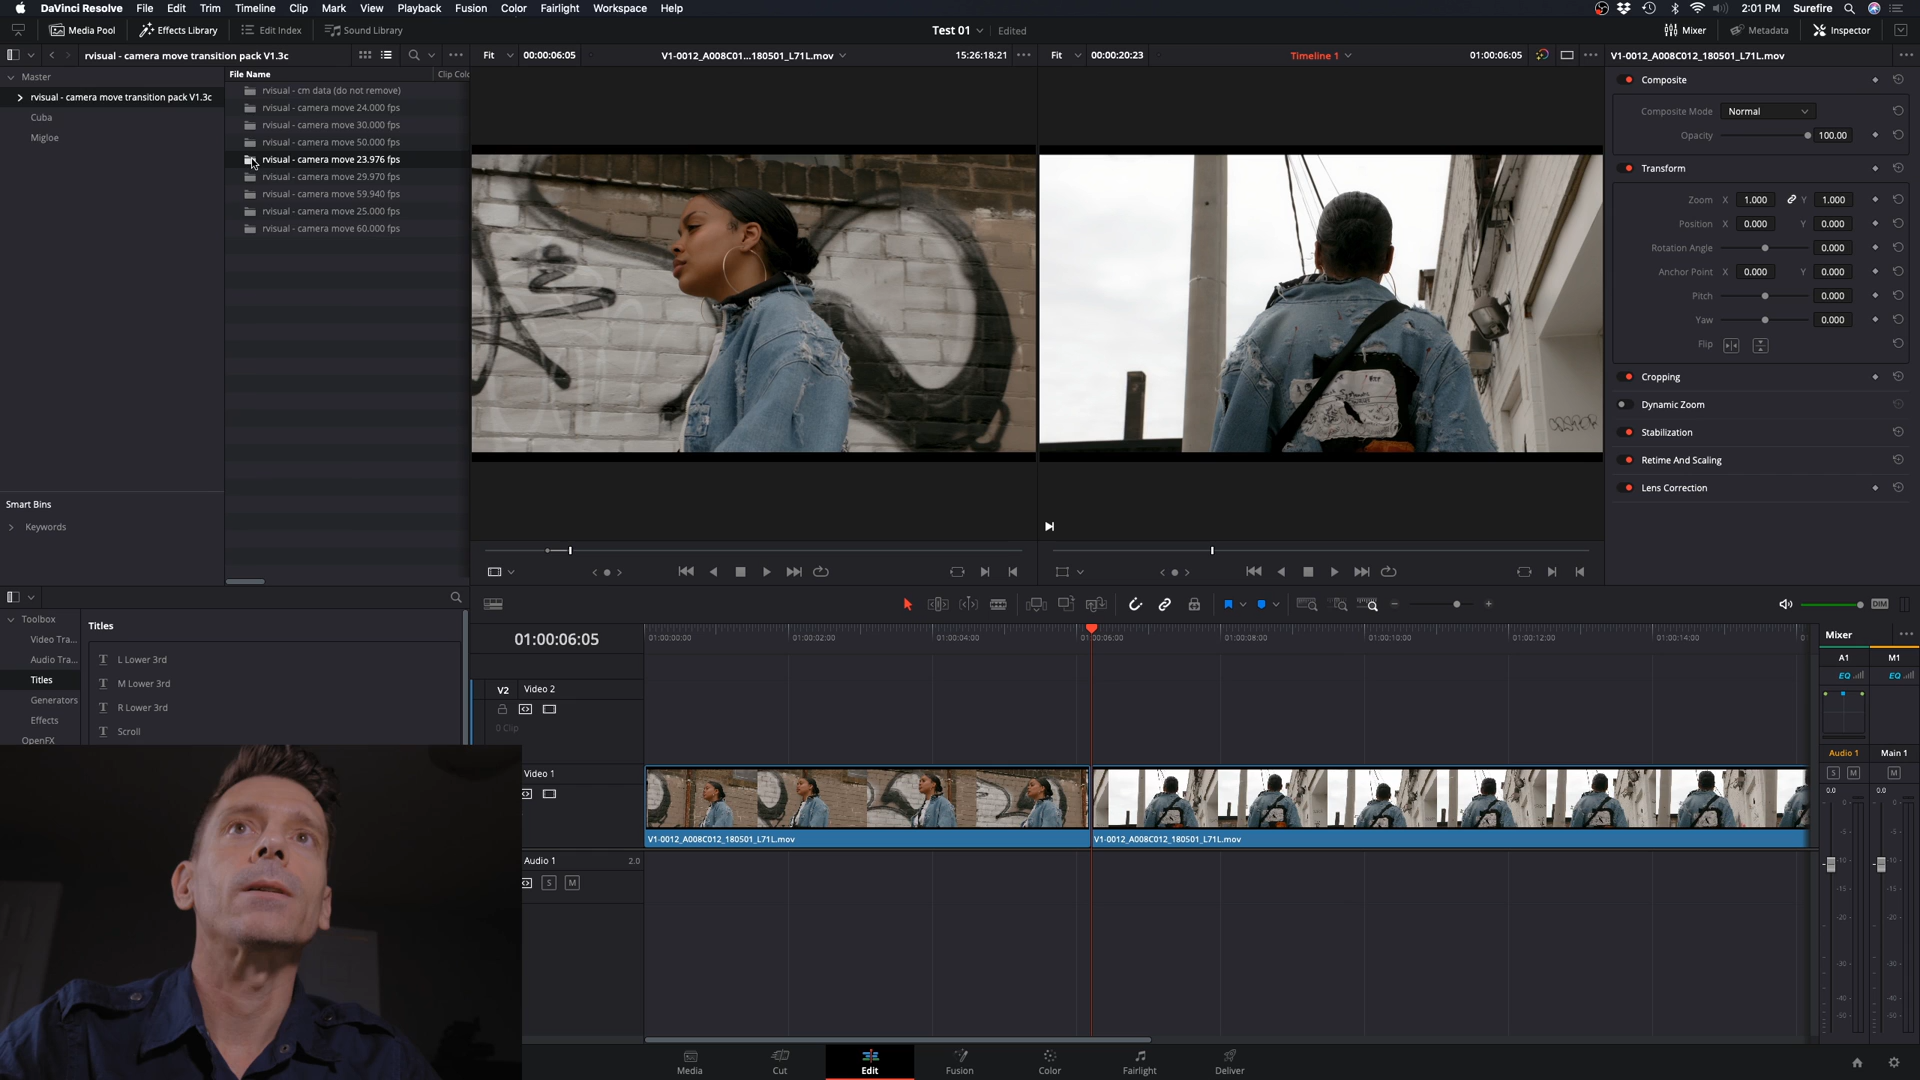 DaVinci Resolve File Edit Trim Timeline Clip Mark View Playback Fusion Color Fairlight Workspace Help 2:01 PM Surefire
Media Pool Effects Library Edit Index Sound Library Test 01 Edited Mixer Metadata Inspector
rvisual - camera move transition pack V1.3c Fit 00:00:06:05 V1-0012_A008C01...180501_L71L.mov 15:26:18:21 Fit 00:00:20:23 Timeline 1 01:00:06:05 V1-0012_A008C012_180501_L71L.mov
Master
rvisual - camera move transition pack V1.3c
Cuba
Migloe
File Name Clip Colo
rvisual - cm data (do not remove)
rvisual - camera move 24.000 fps
rvisual - camera move 30.000 fps
rvisual - camera move 50.000 fps
rvisual - camera move 23.976 fps
rvisual - camera move 29.970 fps
rvisual - camera move 59.940 fps
rvisual - camera move 25.000 fps
rvisual - camera move 60.000 fps
Composite
Composite Mode Normal
Opacity 100.00
Transform
Zoom X 1.000 Y 1.000
Position X 0.000 Y 0.000
Rotation Angle 0.000
Anchor Point X 0.000 Y 0.000
Pitch 0.000
Yaw 0.000
Flip
Cropping
Dynamic Zoom
Stabilization
Retime And Scaling
Lens Correction
Smart Bins
Keywords
Toolbox
Video Tra...
Audio Tra...
Titles
Generators
Effects
OpenFX
Titles
L Lower 3rd
M Lower 3rd
R Lower 3rd
Scroll
DIM
01:00:06:05
01:00:00:00 01:00:02:00 01:00:04:00 01:00:06:00 01:00:08:00 01:00:10:00 01:00:12:00 01:00:14:00
V2 Video 2
0 Clip
Video 1
V1-0012_A008C012_180501_L71L.mov V1-0012_A008C012_180501_L71L.mov
Audio 1 2.0
S M
Mixer
A1 M1
EQ EQ
Audio 1 Main 1
S M M
0.0 0.0
Media Cut Edit Fusion Color Fairlight Deliver